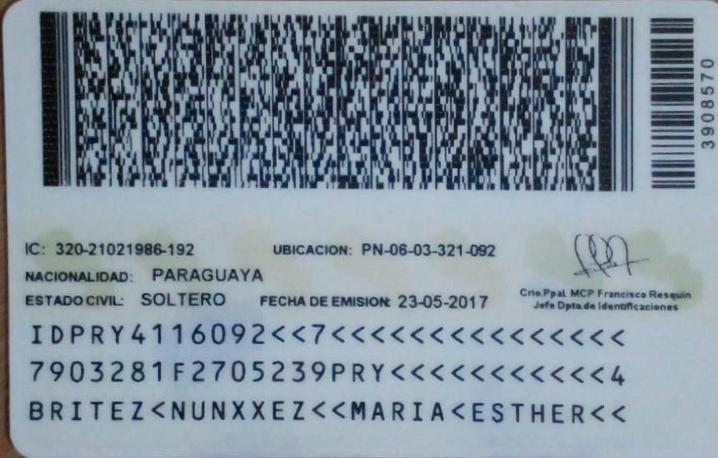 3908570
IC: 320-21021986-192 UBICACION: PN-06-03-321-092
NACIONALIDAD: PARAGUAYA
ESTADO CIVIL: SOLTERO FECHA DE EMISION: 23-05-2017
Crio.Ppal. MCP Francisco Resquin
Jefe Dpto.de Identificaciones
IDPRY4116092<<7<<<<<<<<<<<<<<<
7903281F2705239PRY<<<<<<<<<<<4
BRITEZ<NUNXXEZ<<MARIA<ESTHER<<